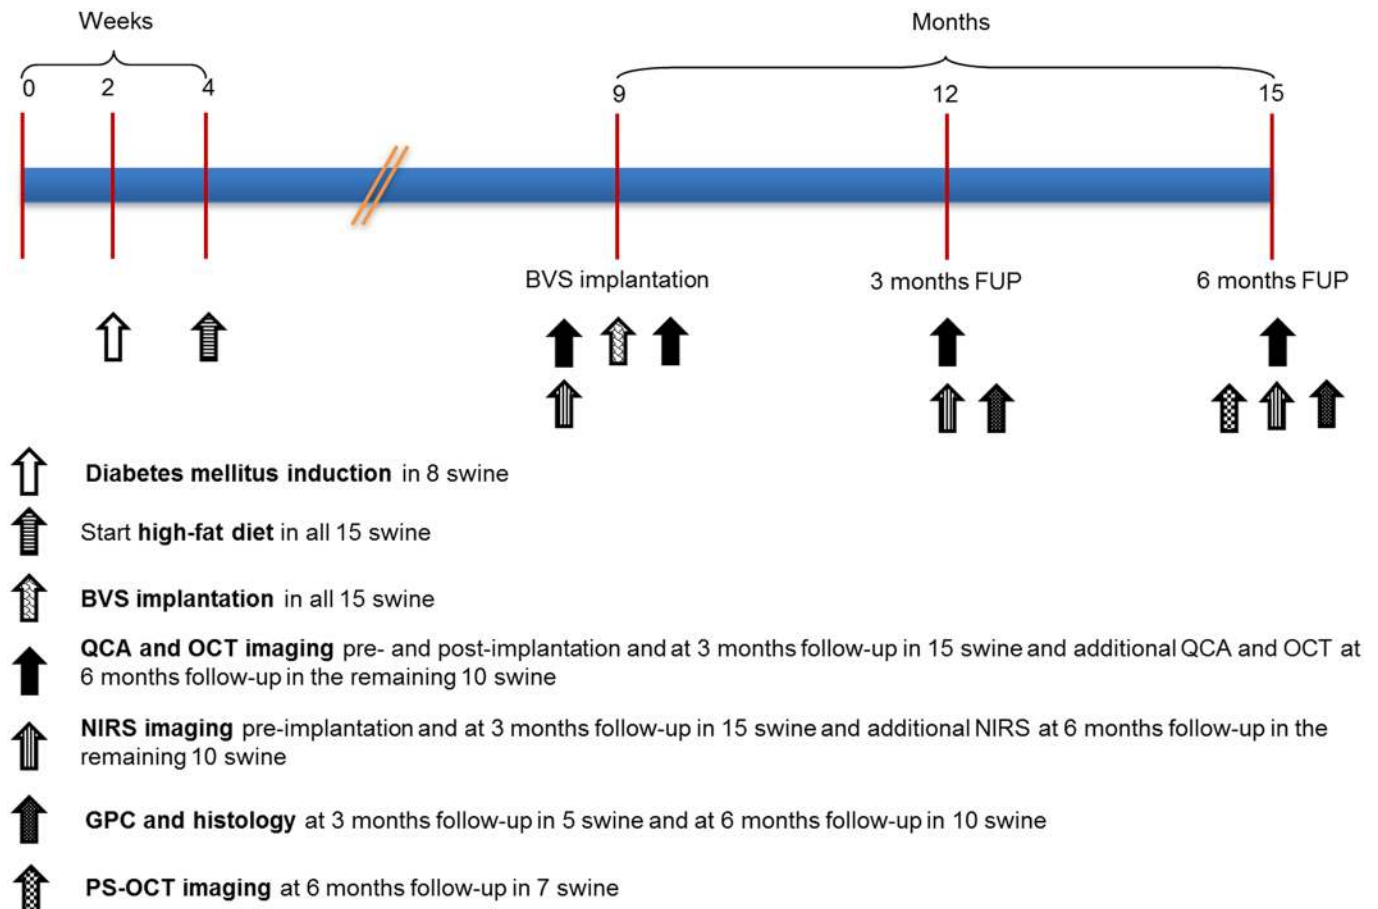 Weeks
Months
0 2 4 9 12 15
BVS implantation 3 months FUP 6 months FUP
Diabetes mellitus induction in 8 swine
Start high-fat diet in all 15 swine
BVS implantation in all 15 swine
QCA and OCT imaging pre- and post-implantation and at 3 months follow-up in 15 swine and additional QCA and OCT at
6 months follow-up in the remaining 10 swine
NIRS imaging pre-implantation and at 3 months follow-up in 15 swine and additional NIRS at 6 months follow-up in the
remaining 10 swine
GPC and histology at 3 months follow-up in 5 swine and at 6 months follow-up in 10 swine
PS-OCT imaging at 6 months follow-up in 7 swine